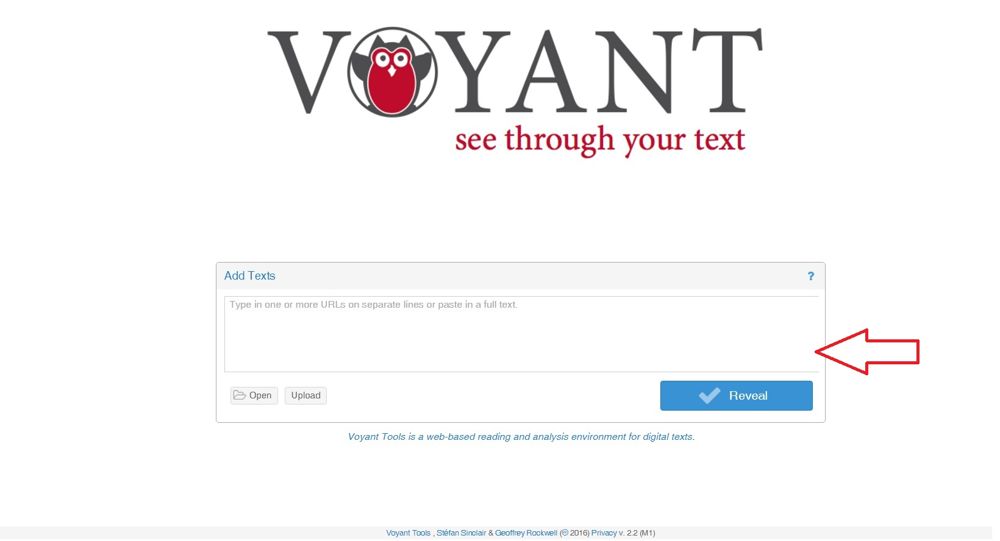 VOYANT
see through your text
Add Texts ?
Type in one or more URLs on separate lines or paste in a full text.
Open Upload Reveal
Voyant Tools is a web-based reading and analysis environment for digital texts.
Voyant Tools , Stéfan Sinclair & Geoffrey Rockwell (🄯 2016) Privacy v. 2.2 (M1)